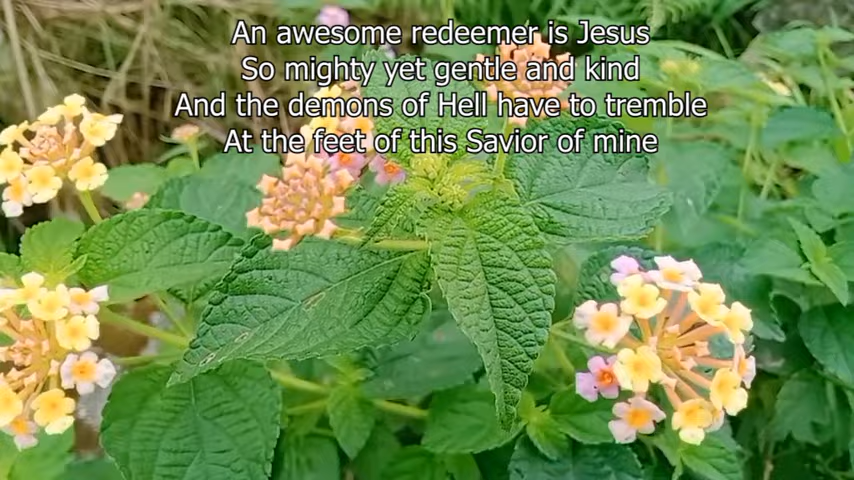 An awesome redeemer is Jesus
So mighty yet gentle and kind
And the demons of Hell have to tremble
At the feet of this Savior of mine